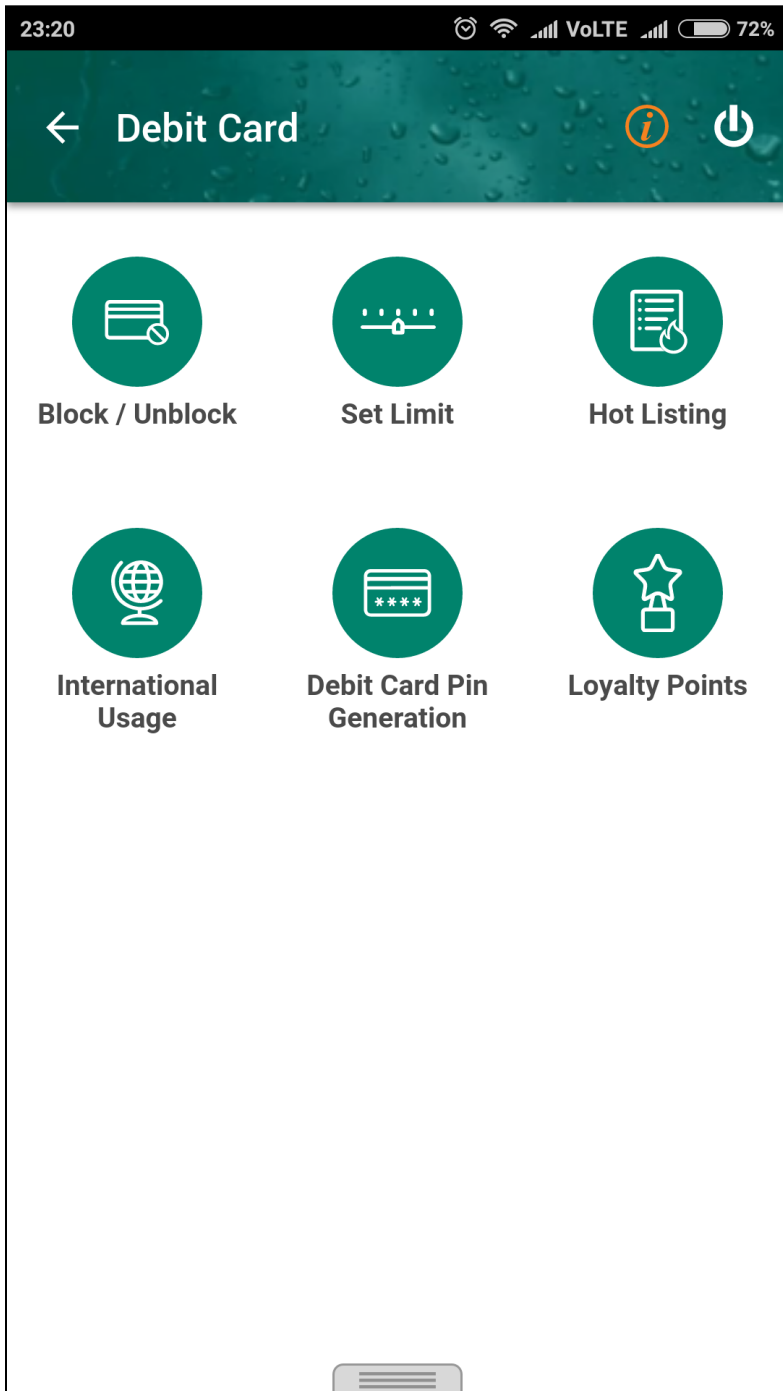 23:20 VoLTE 72%
Debit Card i
Block / Unblock Set Limit Hot Listing
**** 
International Debit Card Pin Loyalty Points
Usage Generation